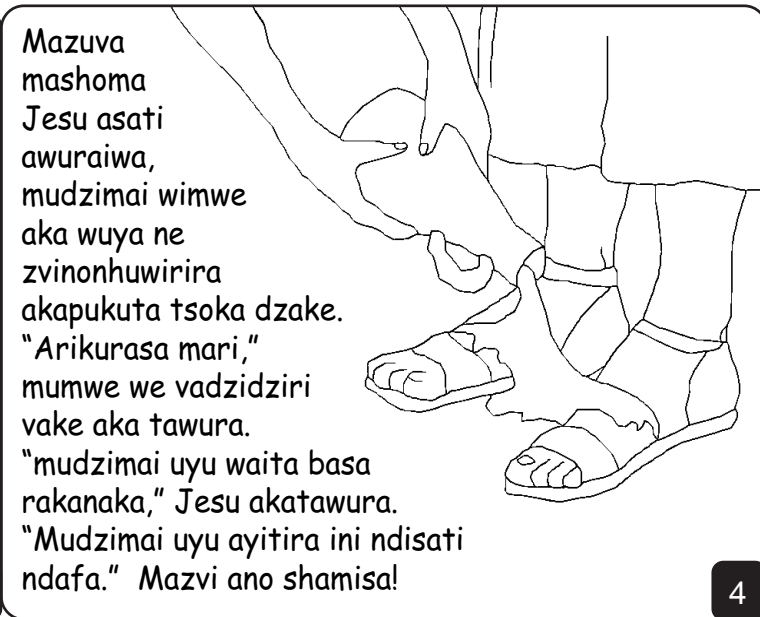 Mazuva
mashoma
Jesu asati
awuraiwa,
mudzimai wimwe
aka wuya ne
zvinonhuwirira
akapukuta tsoka dzake.
“Arikurasa mari,”
mumwe we vadzidziri
vake aka tawura.
“mudzimai uyu waita basa
rakanaka,” Jesu akatawura.
“Mudzimai uyu ayitira ini ndisati
ndafa.”  Mazvi ano shamisa!
4